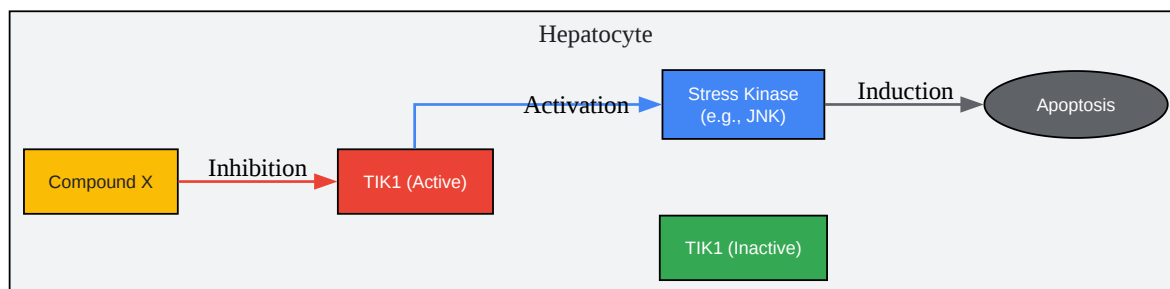 Hepatocyte
Compound X
Inhibition
TIK1 (Active)
Activation
Stress Kinase
(e.g., JNK)
Induction
Apoptosis
TIK1 (Inactive)